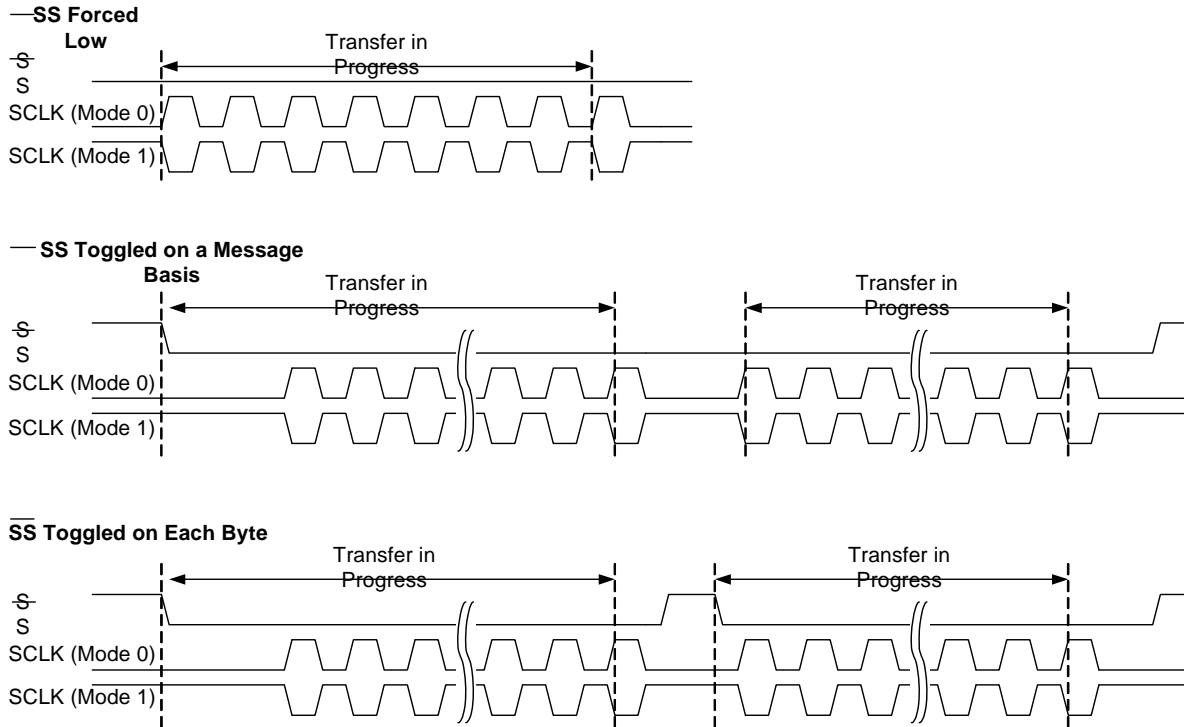 SS Forced
Low
Transfer in
Progress
S
S
SCLK (Mode 0)
SCLK (Mode 1)
SS Toggled on a Message
Basis
Transfer in
Progress
Transfer in
Progress
S
S
SCLK (Mode 0)
SCLK (Mode 1)
SS Toggled on Each Byte
Transfer in
Progress
Transfer in
Progress
S
S
SCLK (Mode 0)
SCLK (Mode 1)